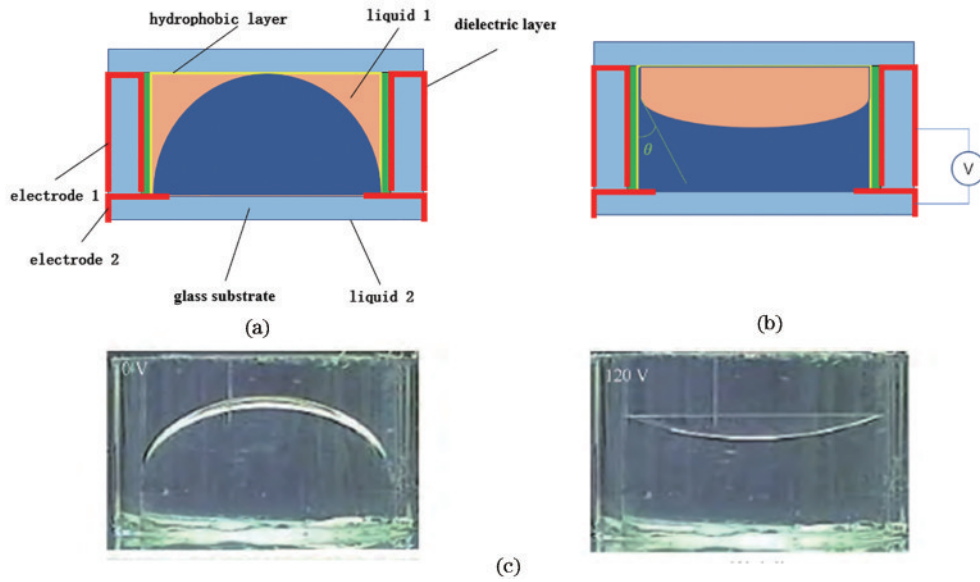 hydrophobic layer
liquid 1
dielectric layer
electrode 1
electrode 2
glass substrate
liquid 2
(a)
θ
V
(b)
0 V
120 V
(c)